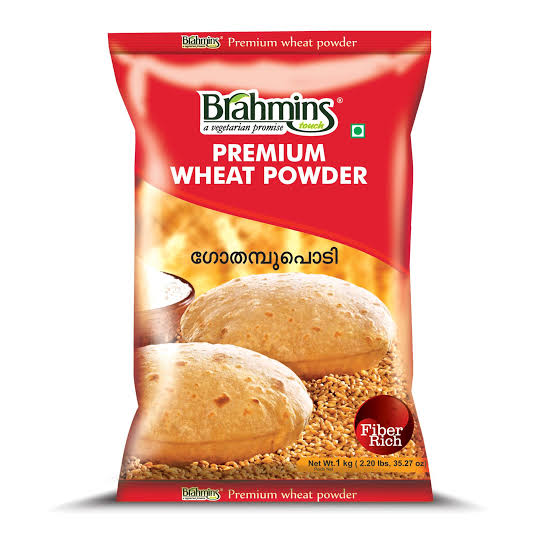 Brahmins Premium wheat powder
Brahmins®
a vegetarian promise touch
PREMIUM
WHEAT POWDER
ഗോതമ്പുപൊടി
Fiber
Rich
Net Wt.1 kg ( 2.20 lbs, 35.27 oz)
Brahmins Premium wheat powder